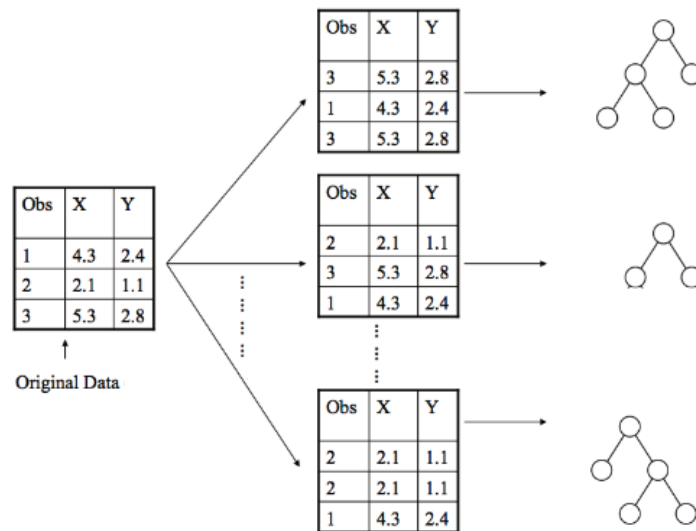 Obs X Y
3 5.3 2.8
1 4.3 2.4
3 5.3 2.8
Obs X Y
1 4.3 2.4
2 2.1 1.1
3 5.3 2.8
Original Data
Obs X Y
2 2.1 1.1
3 5.3 2.8
1 4.3 2.4
Obs X Y
2 2.1 1.1
2 2.1 1.1
1 4.3 2.4